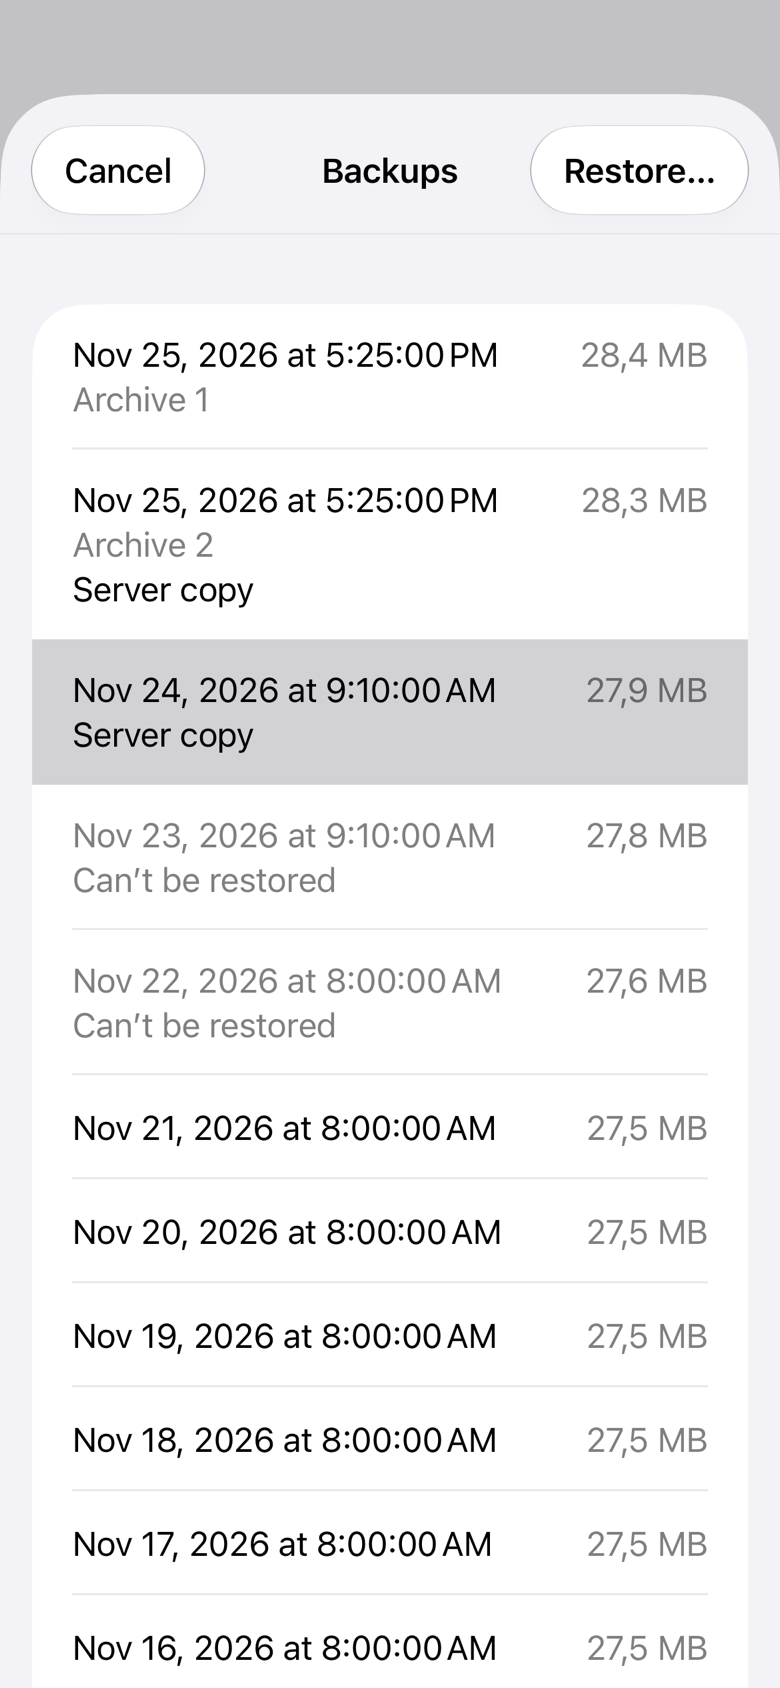 Cancel Backups Restore...
Nov 25, 2026 at 5:25:00 PM 28,4 MB
Archive 1
Nov 25, 2026 at 5:25:00 PM 28,3 MB
Archive 2
Server copy
Nov 24, 2026 at 9:10:00 AM 27,9 MB
Server copy
Nov 23, 2026 at 9:10:00 AM 27,8 MB
Can’t be restored
Nov 22, 2026 at 8:00:00 AM 27,6 MB
Can’t be restored
Nov 21, 2026 at 8:00:00 AM 27,5 MB
Nov 20, 2026 at 8:00:00 AM 27,5 MB
Nov 19, 2026 at 8:00:00 AM 27,5 MB
Nov 18, 2026 at 8:00:00 AM 27,5 MB
Nov 17, 2026 at 8:00:00 AM 27,5 MB
Nov 16, 2026 at 8:00:00 AM 27,5 MB